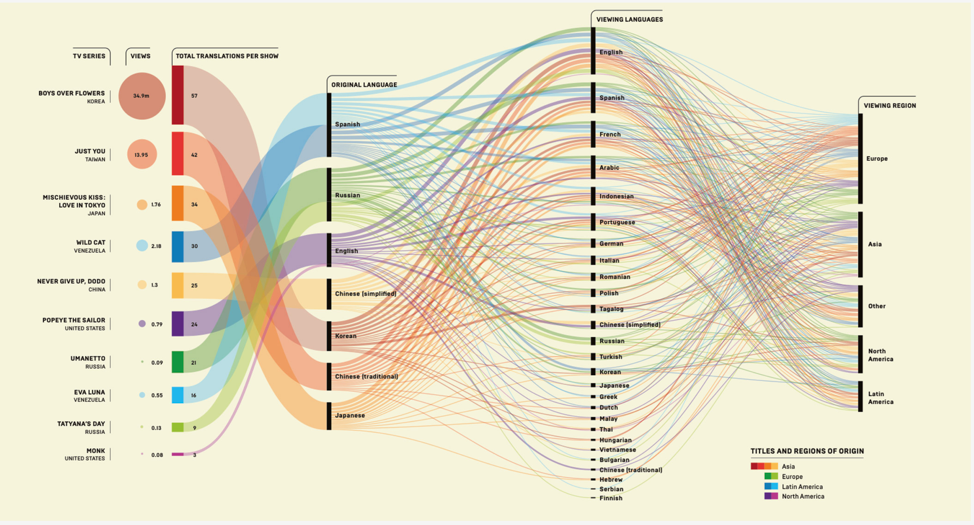 TV SERIES
VIEWS
TOTAL TRANSLATIONS PER SHOW
BOYS OVER FLOWERS
KOREA
34.9m
57
JUST YOU
TAIWAN
13.95
42
MISCHIEVOUS KISS:
LOVE IN TOKYO
JAPAN
1.76
34
WILD CAT
VENEZUELA
2.18
30
NEVER GIVE UP, DODO
CHINA
1.3
25
POPEYE THE SAILOR
UNITED STATES
0.79
24
UMANETTO
RUSSIA
0.09
21
EVA LUNA
VENEZUELA
0.55
16
TATYANA'S DAY
RUSSIA
0.13
9
MONK
UNITED STATES
0.08
3
ORIGINAL LANGUAGE
Spanish
Russian
English
Chinese (simplified)
Korean
Chinese (traditional)
Japanese
VIEWING LANGUAGES
English
Spanish
French
Arabic
Indonesian
Portuguese
German
Italian
Romanian
Polish
Tagalog
Chinese (simplified)
Russian
Turkish
Korean
Japanese
Greek
Dutch
Malay
Thai
Hungarian
Vietnamese
Bulgarian
Chinese (traditional)
Hebrew
Serbian
Finnish
VIEWING REGION
Europe
Asia
Other
North
America
Latin
America
TITLES AND REGIONS OF ORIGIN
Asia
Europe
Latin America
North America